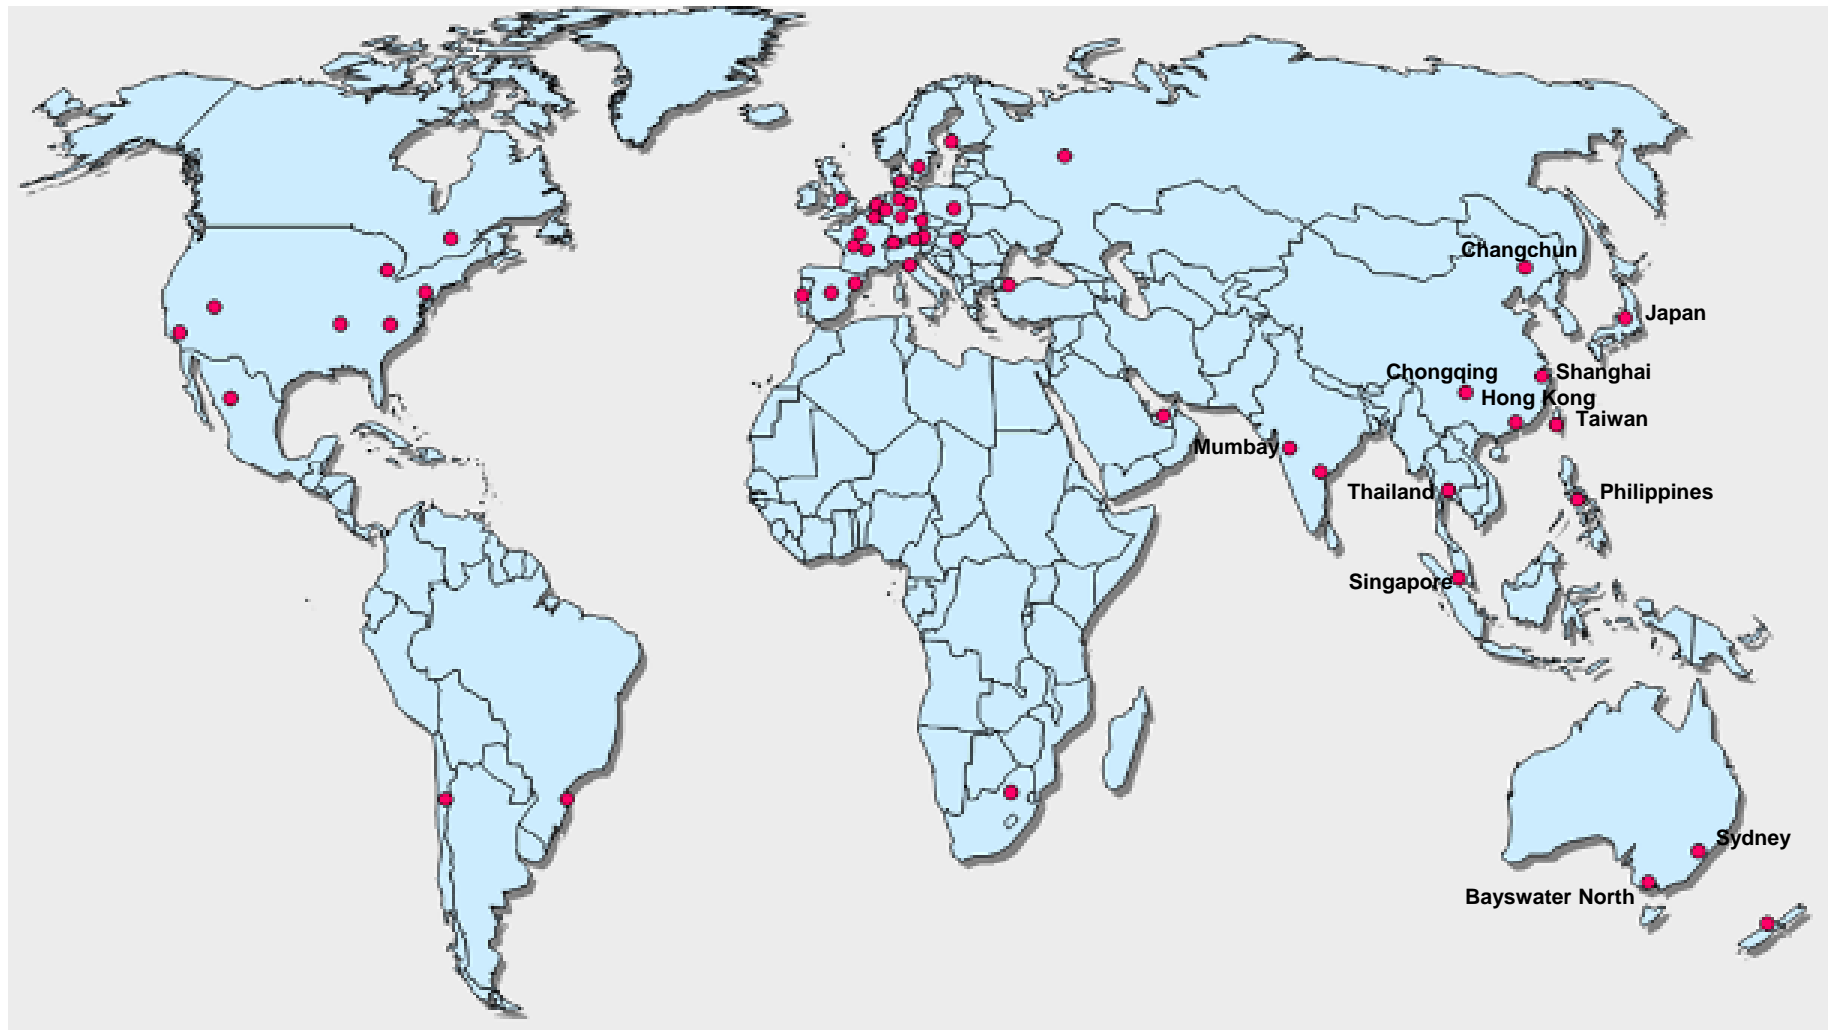 Changchun
Japan
Chongqing
Shanghai
Hong Kong
Taiwan
Mumbay
Thailand
Philippines
Singapore
Sydney
Bayswater North